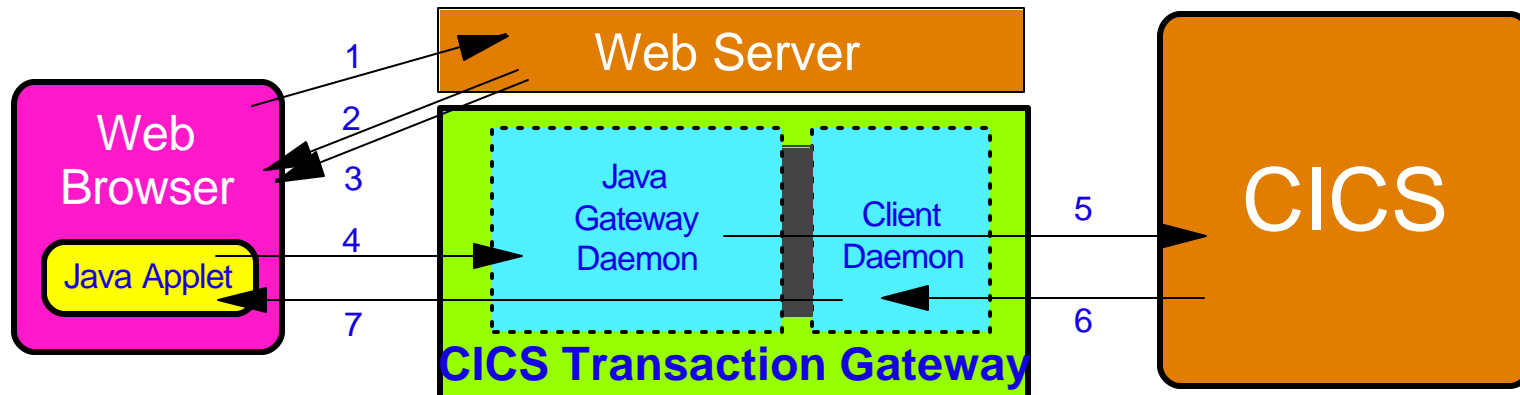 1
Web Server
2
3
Web
Browser
Java Applet
4
7
Java
Gateway
Daemon
Client
Daemon
CICS Transaction Gateway
5
6
CICS